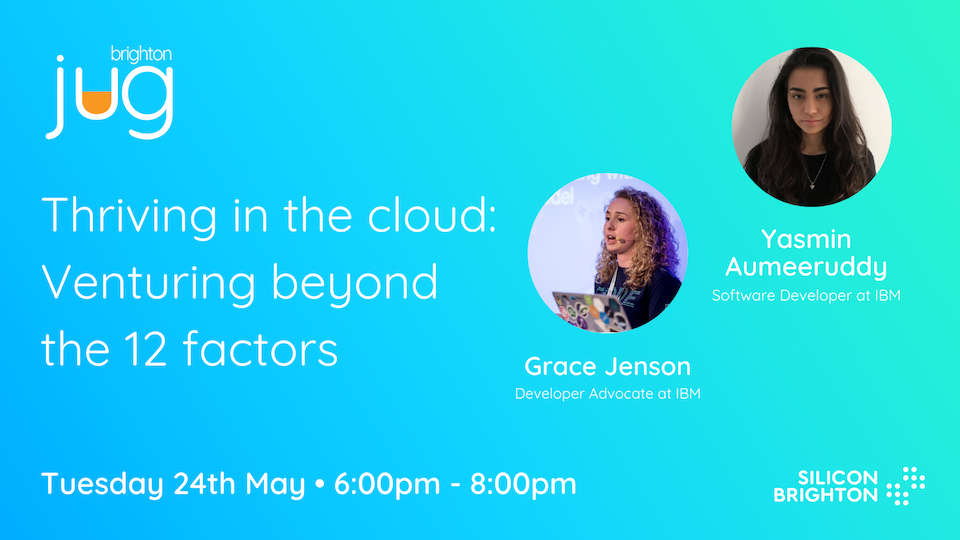 brighton
jug
Thriving in the cloud:
Venturing beyond
the 12 factors
Yasmin
Aumeeruddy
Software Developer at IBM
Grace Jenson
Developer Advocate at IBM
Tuesday 24th May • 6:00pm - 8:00pm
SILICON
BRIGHTON